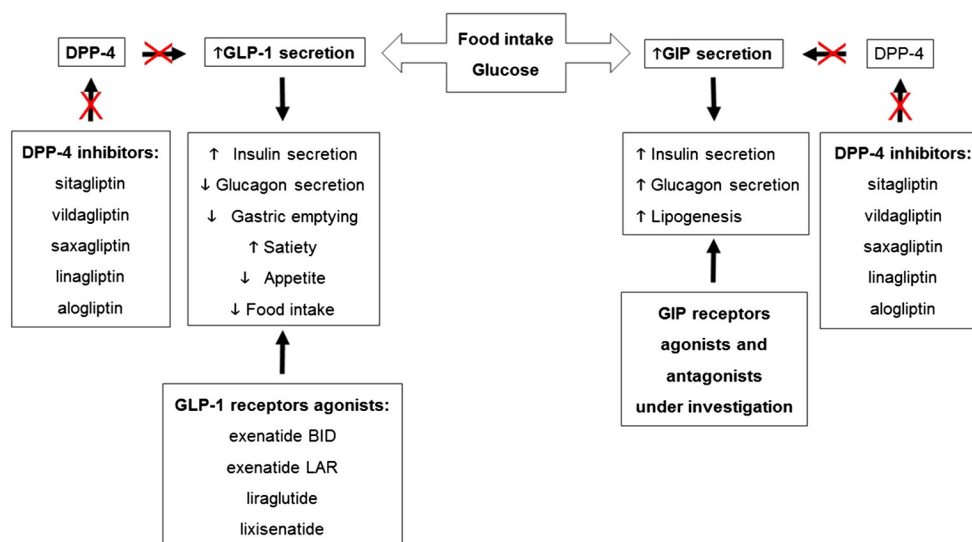 Food intake
Glucose
DPP-4
↑GLP-1 secretion
↑GIP secretion
DPP-4
DPP-4 inhibitors:
sitagliptin
vildagliptin
saxagliptin
linagliptin
alogliptin
↑ Insulin secretion
↓ Glucagon secretion
↓ Gastric emptying
↑ Satiety
↓ Appetite
↓ Food intake
GLP-1 receptors agonists:
exenatide BID
exenatide LAR
liraglutide
lixisenatide
↑ Insulin secretion
↑ Glucagon secretion
↑ Lipogenesis
GIP receptors
agonists and
antagonists
under investigation
DPP-4 inhibitors:
sitagliptin
vildagliptin
saxagliptin
linagliptin
alogliptin